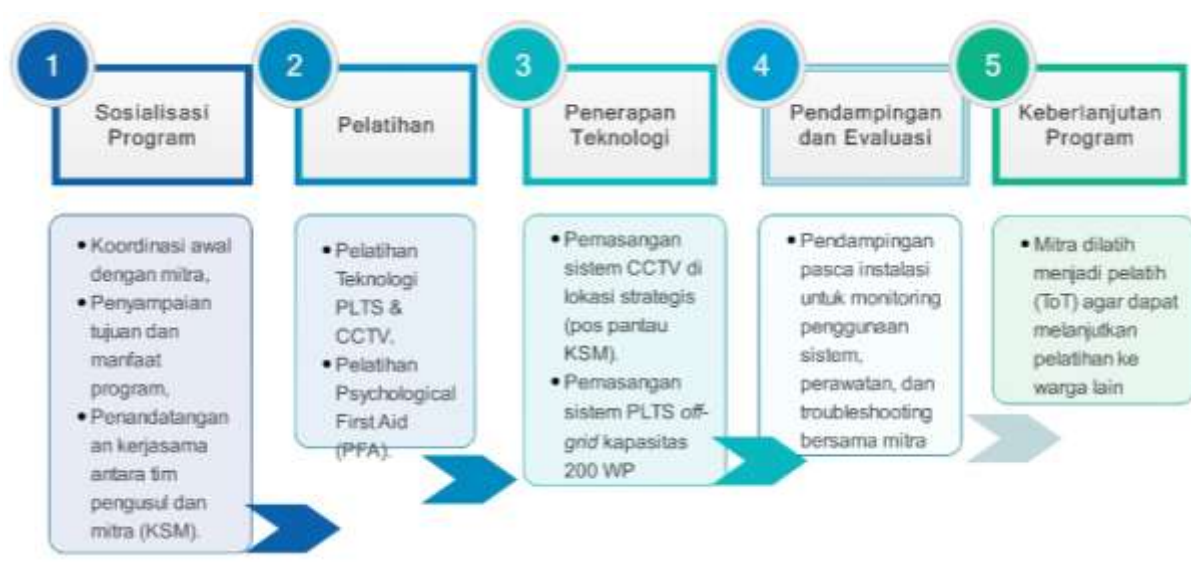 1
Sosialisasi
Program
• Koordinasi awal
dengan mitra,
• Penyampaian
tujuan dan
manfaat
program,
• Penandatangan
an kerjasama
antara tim
pengusul dan
mitra (KSM).
2
Pelatihan
• Pelatihan
Teknologi
PLTS &
CCTV.
• Pelatihan
Psychological
First Aid
(PFA).
3
Penerapan
Teknologi
• Pemasangan
sistem CCTV di
lokasi strategis
(pos pantau
KSM).
• Pemasangan
sistem PLTS off-
grid kapasitas
200 WP
4
Pendampingan
dan Evaluasi
• Pendampingan
pasca instalasi
untuk monitoring
penggunaan
sistem,
perawatan, dan
troubleshooting
bersama mitra
5
Keberlanjutan
Program
• Mitra dilatih
menjadi pelatih
(ToT) agar dapat
melanjutkan
pelatihan ke
warga lain